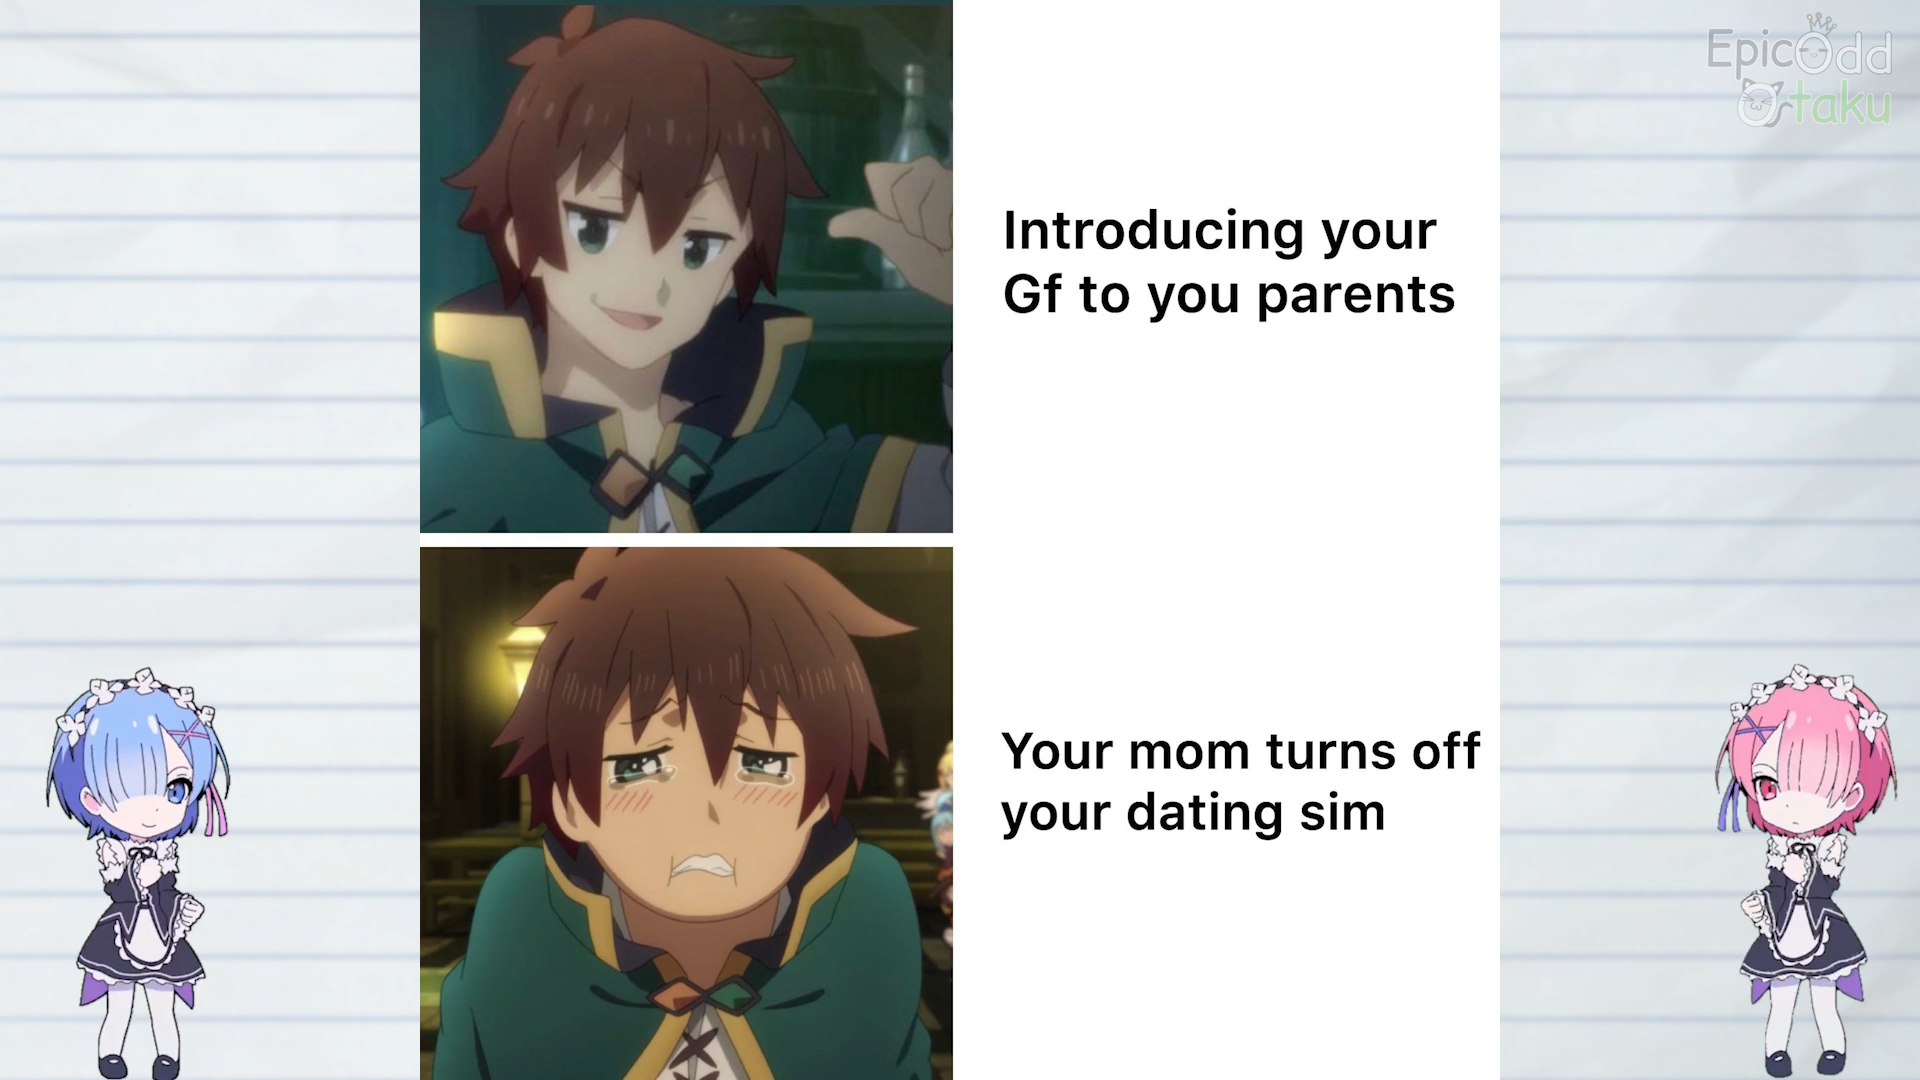 EpicOdd
Otaku
Introducing your
Gf to you parents
Your mom turns off
your dating sim